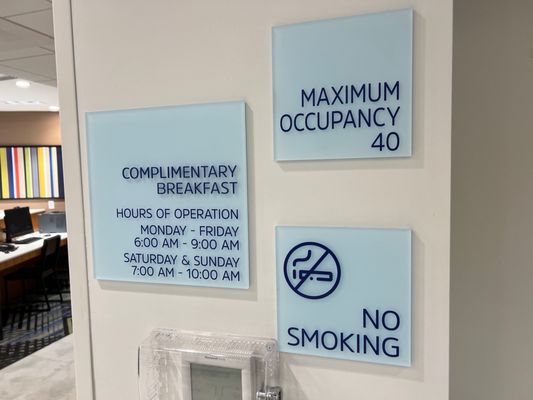 COMPLIMENTARY
BREAKFAST
HOURS OF OPERATION
MONDAY - FRIDAY
6:00 AM - 9:00 AM
SATURDAY & SUNDAY
7:00 AM - 10:00 AM
MAXIMUM
OCCUPANCY
40
NO
SMOKING